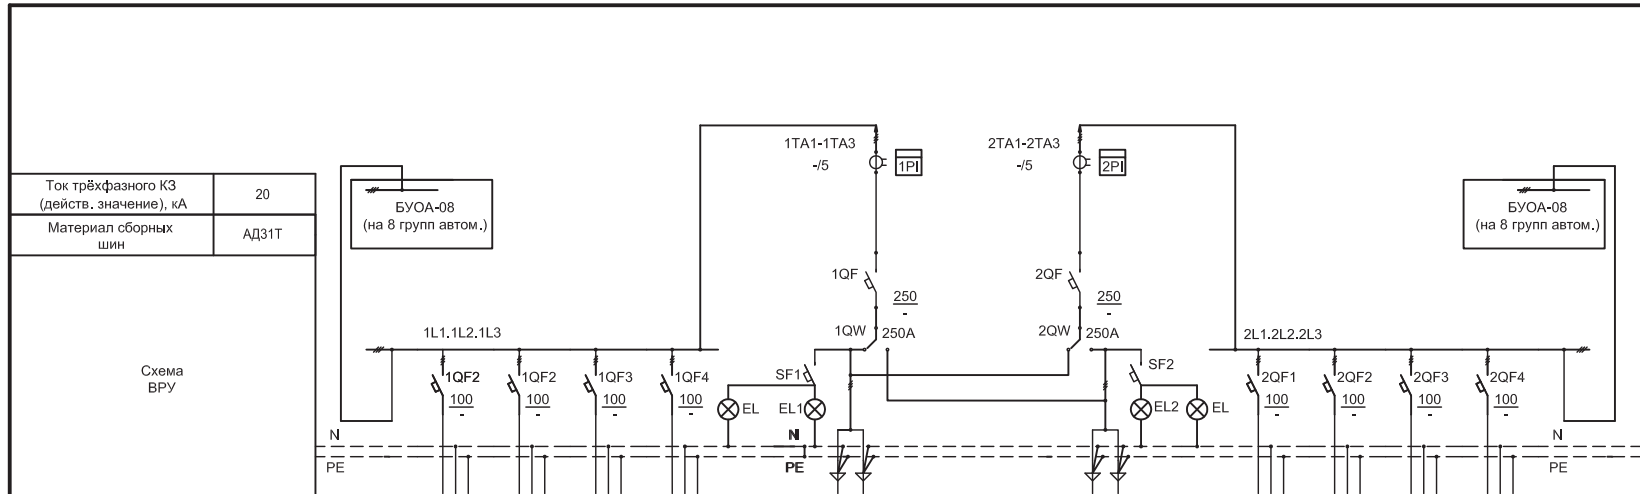 1TA1-1TA3
-/5
1PI
2TA1-2TA3
-/5
2PI
Ток трёхфазного КЗ
(действ. значение), кА
20
Материал сборных
шин
АД31Т
БУОА-08
(на 8 групп автом.)
БУОА-08
(на 8 групп автом.)
1QF
250
-
2QF
250
-
1QW
250A
2QW
250A
1L1.1L2.1L3
2L1.2L2.2L3
Схема
ВРУ
1QF2
100
-
1QF2
100
-
1QF3
100
-
1QF4
100
-
SF1
EL
EL1
SF2
EL2
EL
2QF1
100
-
2QF2
100
-
2QF3
100
-
2QF4
100
-
N
N
N
PE
PE
PE